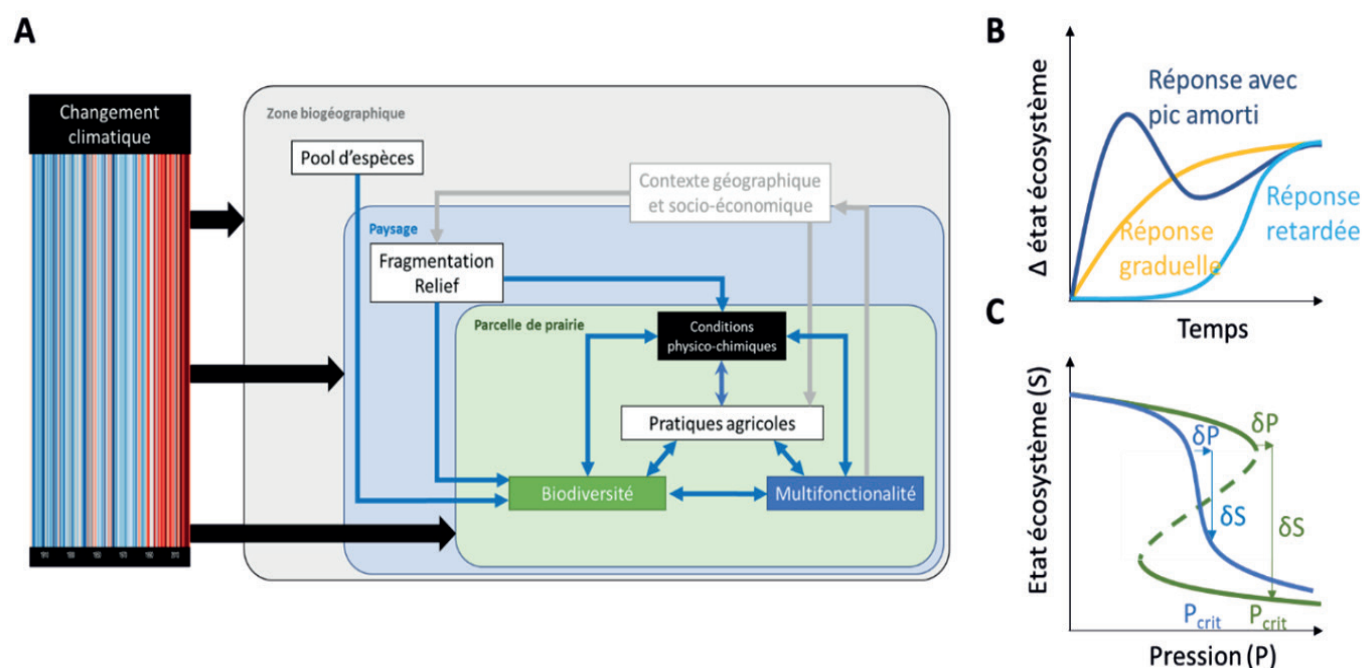 A
Changement
climatique
Zone biogéographique
Pool d'espèces
Contexte géographique
et socio-économique
Paysage
Fragmentation
Relief
Parcelle de prairie
Conditions
physico-chimiques
Pratiques agricoles
Biodiversité
Multifonctionalité
B
Δ état écosystème
Réponse avec
pic amorti
Réponse
graduelle
Réponse
retardée
Temps
C
Etat écosystème (S)
δP
δP
δS
δS
Pcrit
Pcrit
Pression (P)